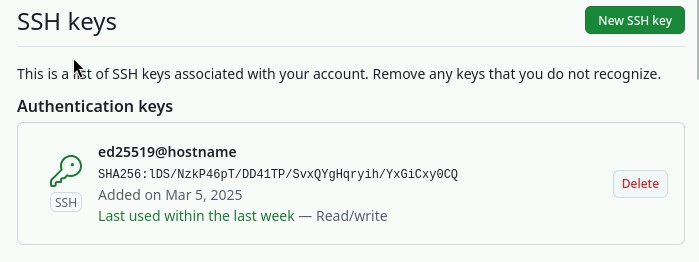 SSH keys
New SSH key
This is a list of SSH keys associated with your account. Remove any keys that you do not recognize.
Authentication keys
ed25519@hostname
SHA256:lDS/NzkP46pT/DD41TP/SvxQYgHqryih/YxGiCxy0CQ
Added on Mar 5, 2025
Last used within the last week — Read/write
SSH
Delete